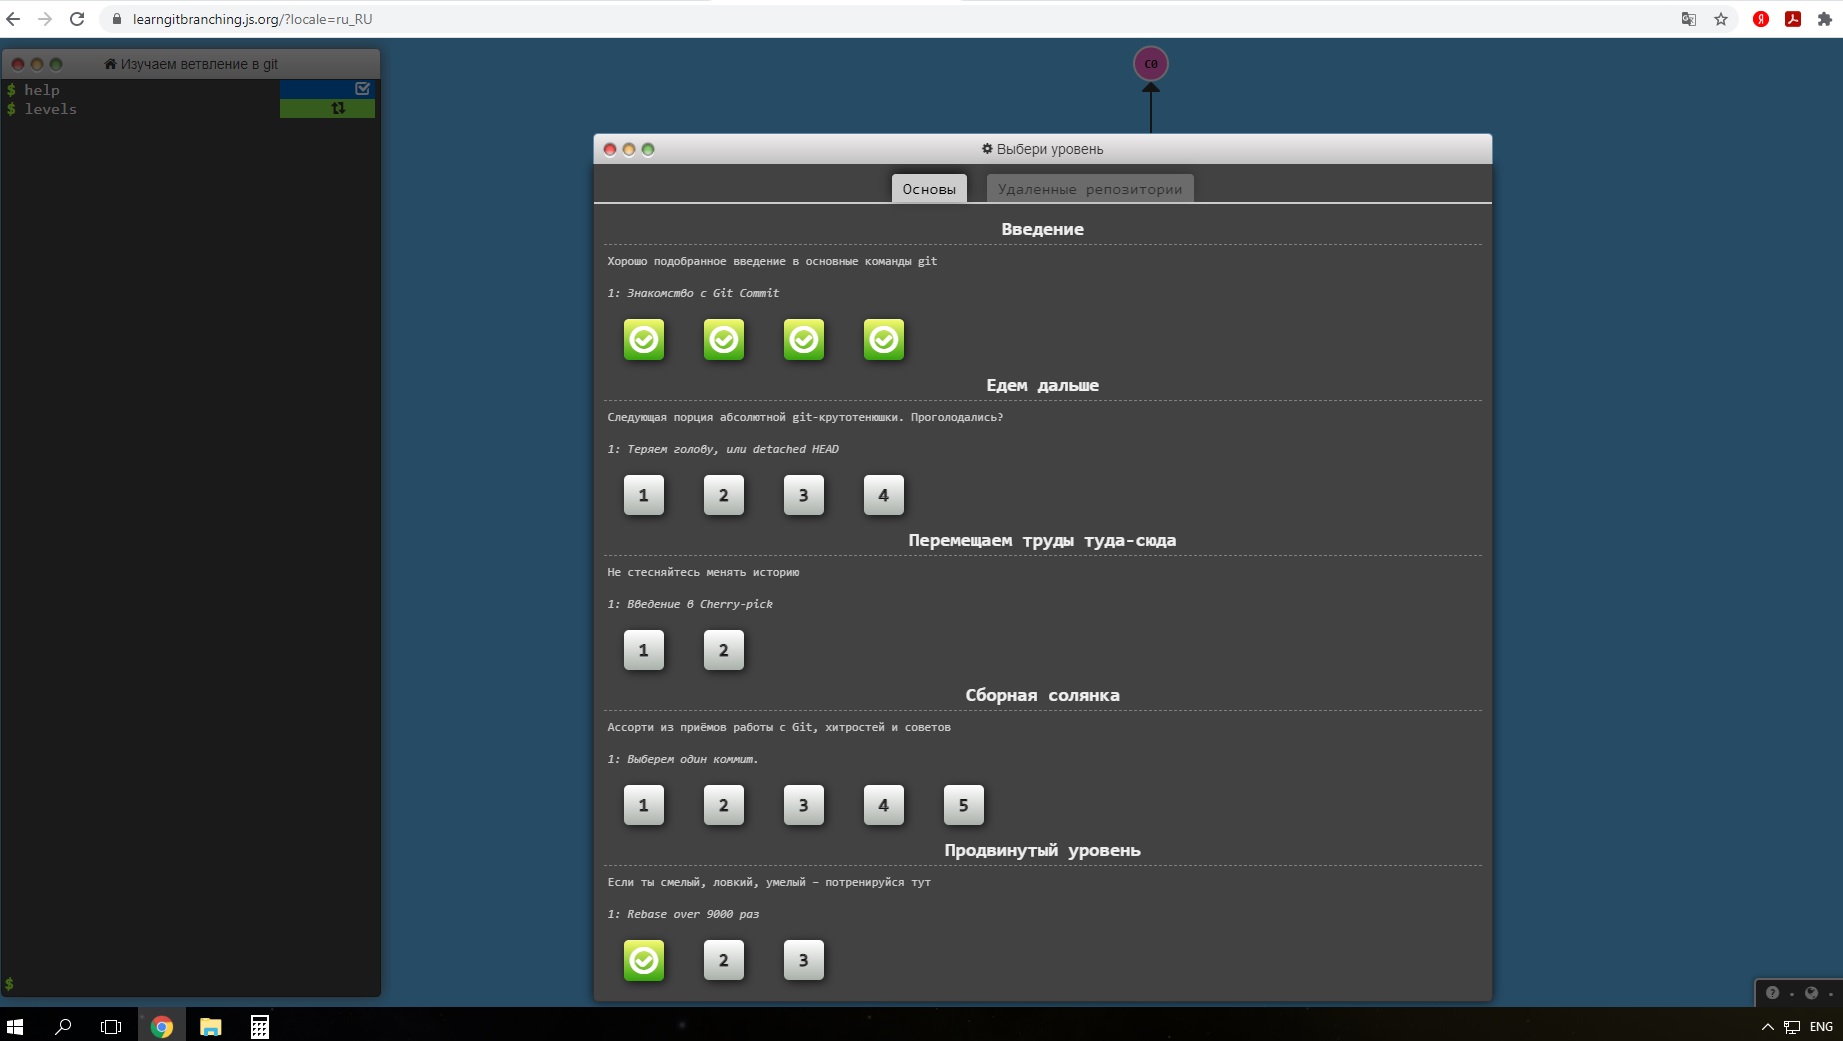 learngitbranching.js.org/?locale=ru_RU
Изучаем ветвление в git
$ help
$ levels
$
C0
Выбери уровень
Основы
Удаленные репозитории
Введение
Хорошо подобранное введение в основные команды git
1: Знакомство с Git Commit
Едем дальше
Следующая порция абсолютной git-крутотенюшки. Проголодались?
1: Теряем голову, или detached HEAD
1 2 3 4
Перемещаем труды туда-сюда
Не стесняйтесь менять историю
1: Введение в Cherry-pick
1 2
Сборная солянка
Ассорти из приёмов работы с Git, хитростей и советов
1: Выберем один коммит.
1 2 3 4 5
Продвинутый уровень
Если ты смелый, ловкий, умелый – потренируйся тут
1: Rebase over 9000 раз
2 3
ENG